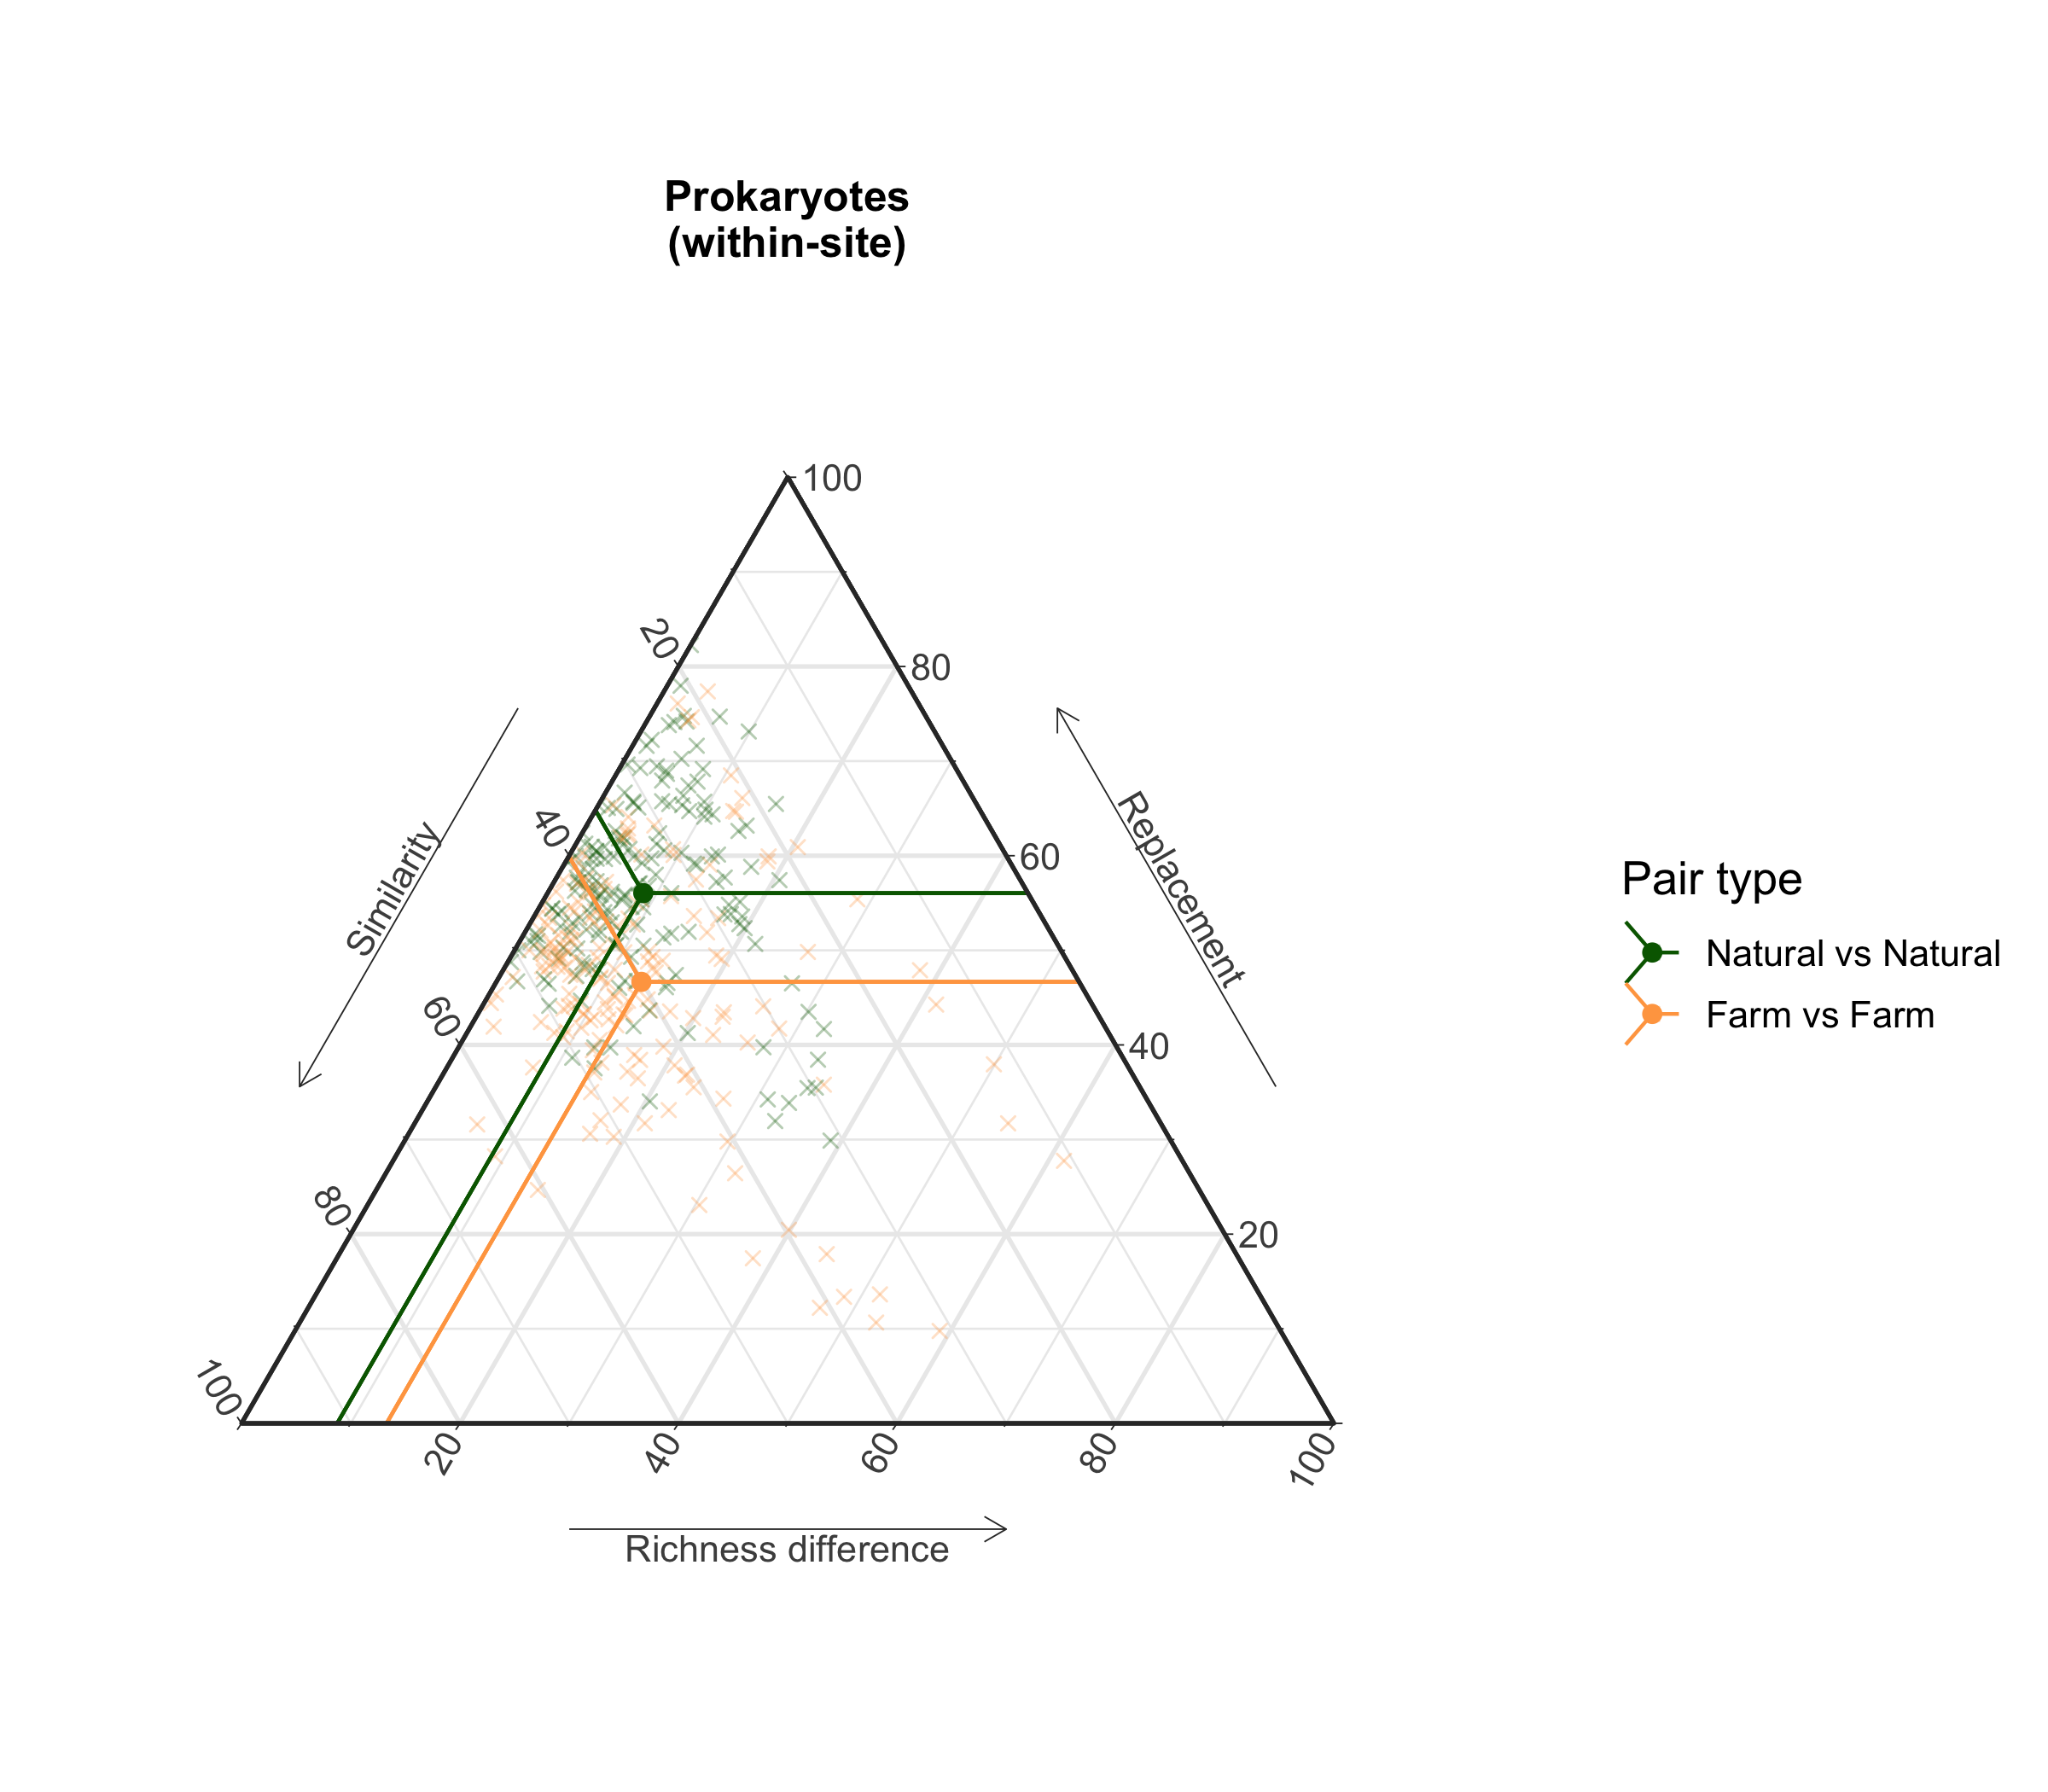 Prokaryotes
(within-site)
100
20
80
40
60
Similarity
Replacement
Pair type
Natural vs Natural
Farm vs Farm
60
40
80
20
100
20
40
60
80
100
Richness difference